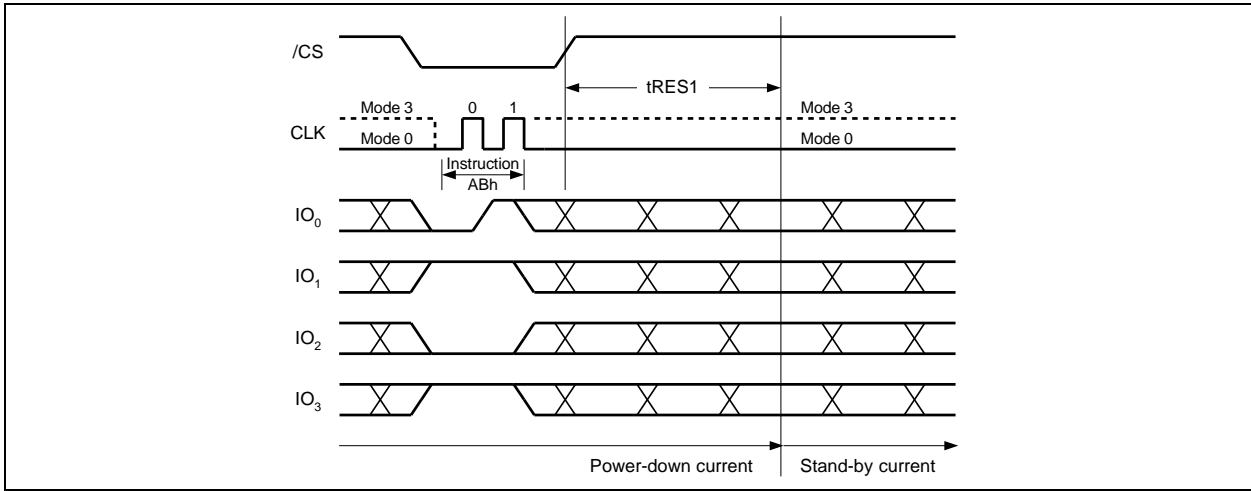 /CS
tRES1
Mode 3 0 1 Mode 3
CLK
Mode 0 Mode 0
Instruction
ABh
IO0
IO1
IO2
IO3
Power-down current Stand-by current